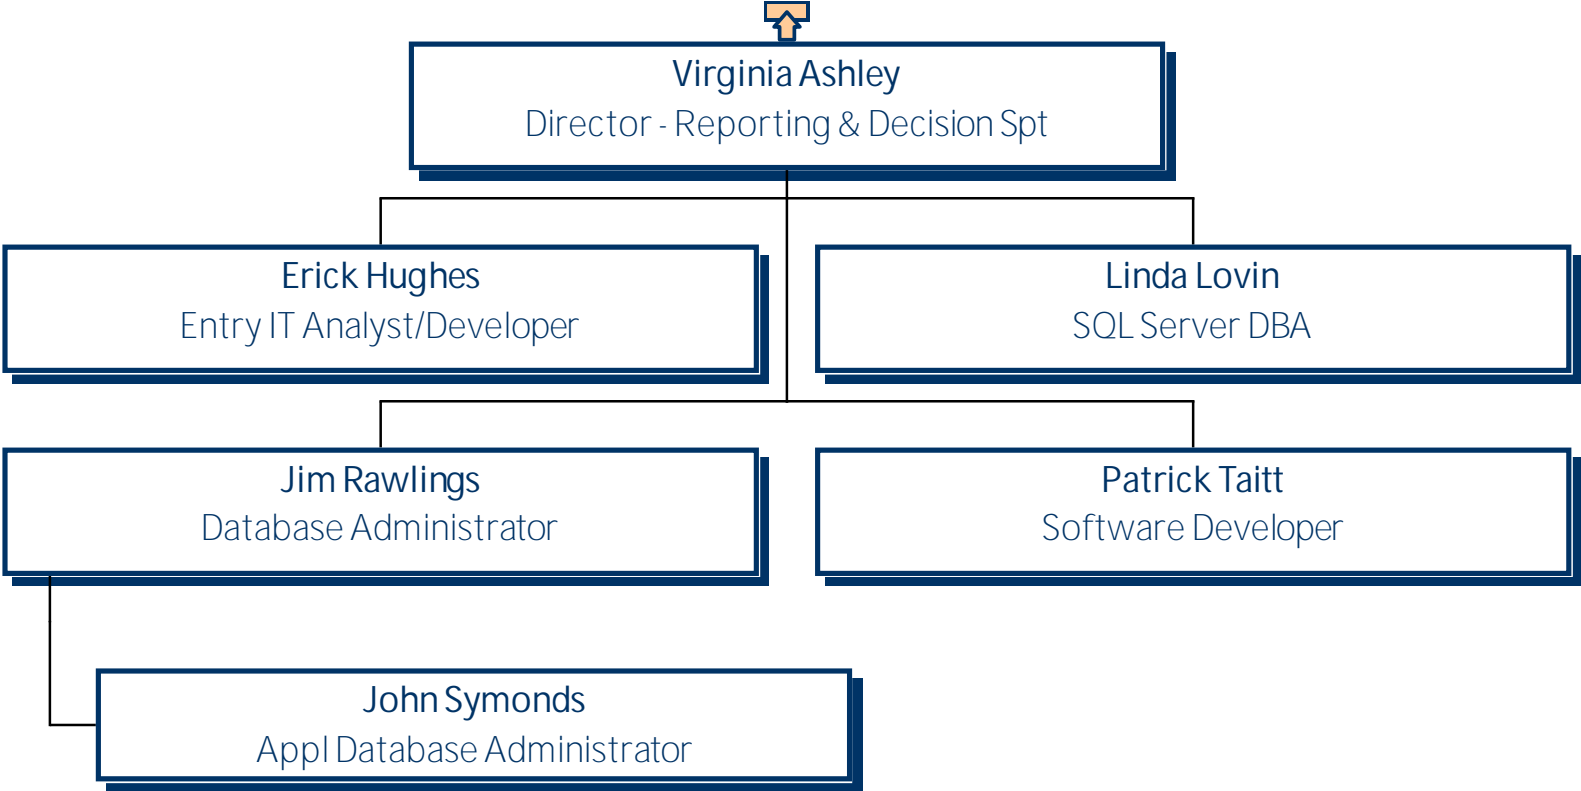 Virginia Ashley
Director - Reporting & Decision Spt
Erick Hughes
Entry IT Analyst/Developer
Linda Lovin
SQL Server DBA
Jim Rawlings
Database Administrator
Patrick Taitt
Software Developer
John Symonds
Appl Database Administrator